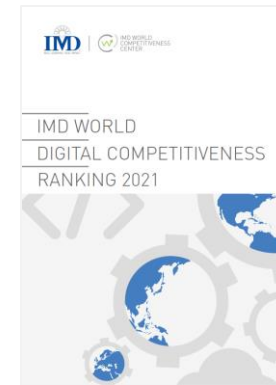 IMD
IMD WORLD
COMPETITIVENESS
CENTER
IMD WORLD
DIGITAL COMPETITIVENESS
RANKING 2021